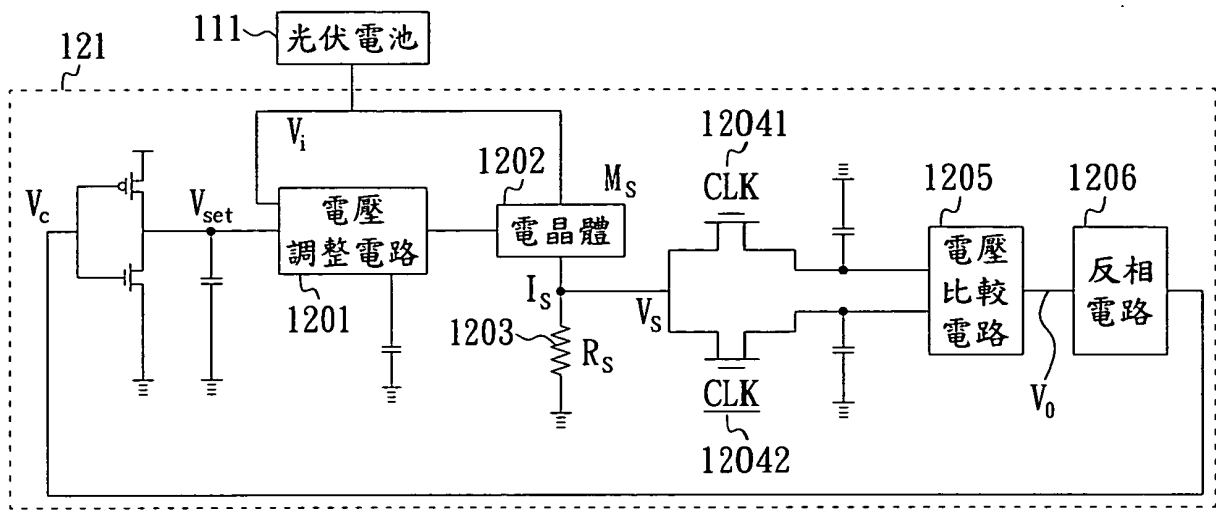 111
光伏電池
121
V_i
1202
M_S
12041
CLK
1205
1206
V_c
V_set
電壓
調整電路
1201
電晶體
I_S
1203
R_S
V_S
CLK
12042
電壓
比較
電路
反相
電路
V_0